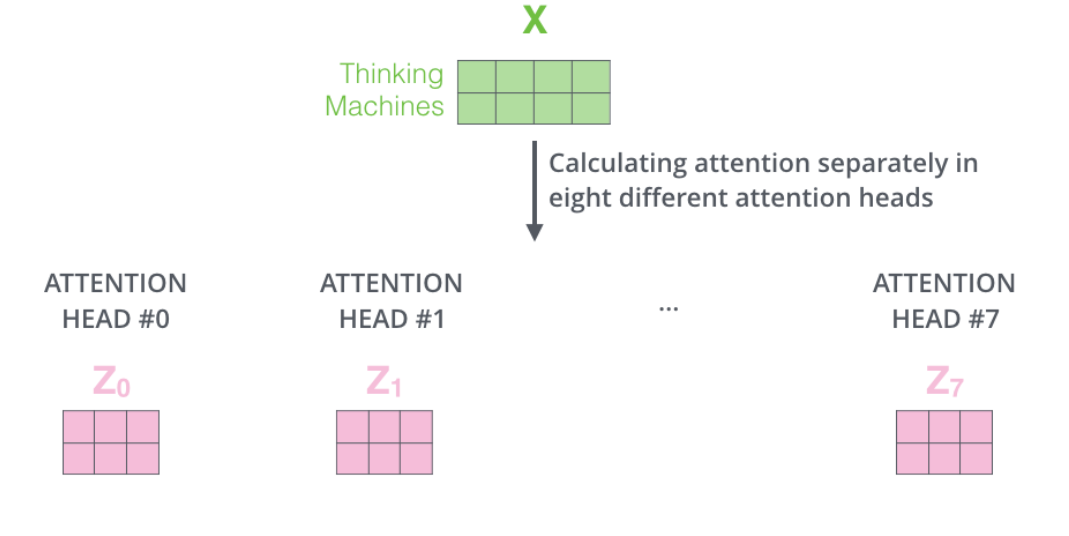 X
Thinking
Machines
Calculating attention separately in
eight different attention heads
ATTENTION
HEAD #0
ATTENTION
HEAD #1
...
ATTENTION
HEAD #7
Z0
Z1
Z7